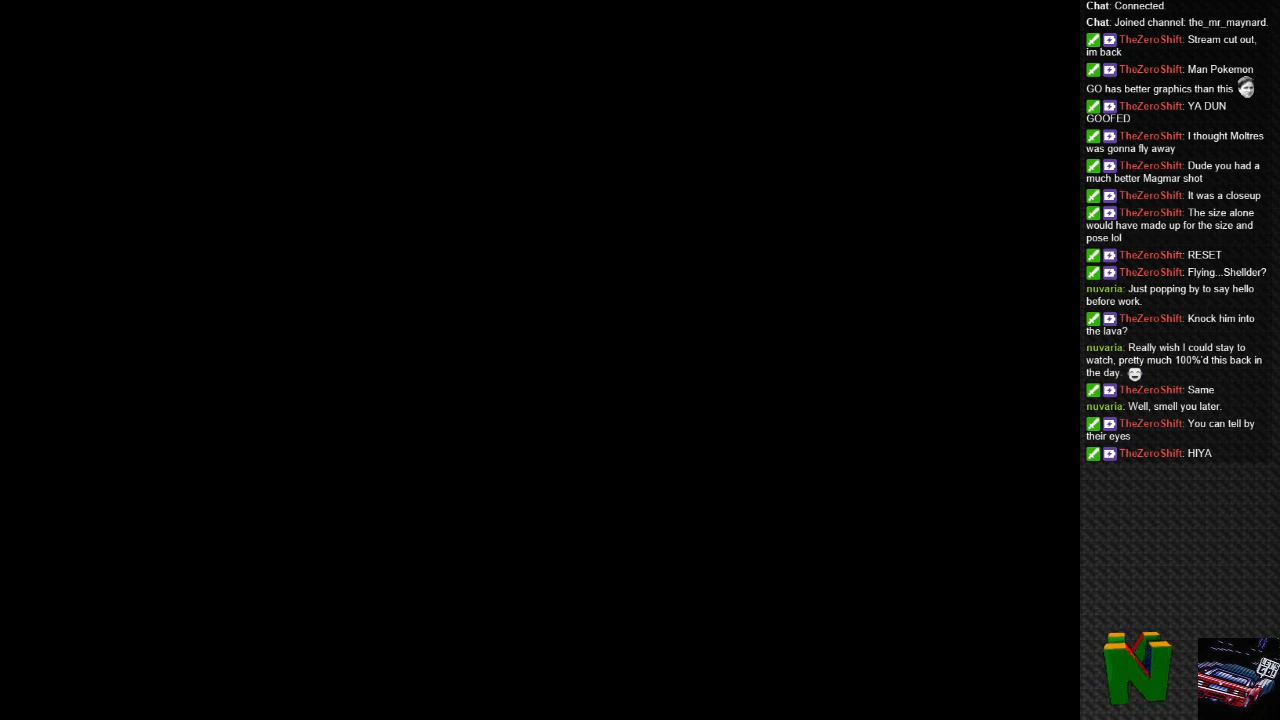 Chat: Connected.
Chat: Joined channel: the_mr_maynard.
TheZeroShift: Stream cut out,
im back
TheZeroShift: Man Pokemon
GO has better graphics than this
TheZeroShift: YA DUN
GOOFED
TheZeroShift: I thought Moltres
was gonna fly away
TheZeroShift: Dude you had a
much better Magmar shot
TheZeroShift: It was a closeup
TheZeroShift: The size alone
would have made up for the size and
pose lol
TheZeroShift: RESET
TheZeroShift: Flying...Shellder?
nuvaria: Just popping by to say hello
before work.
TheZeroShift: Knock him into
the lava?
nuvaria: Really wish I could stay to
watch, pretty much 100%'d this back in
the day.
TheZeroShift: Same
nuvaria: Well, smell you later.
TheZeroShift: You can tell by
their eyes
TheZeroShift: HIYA